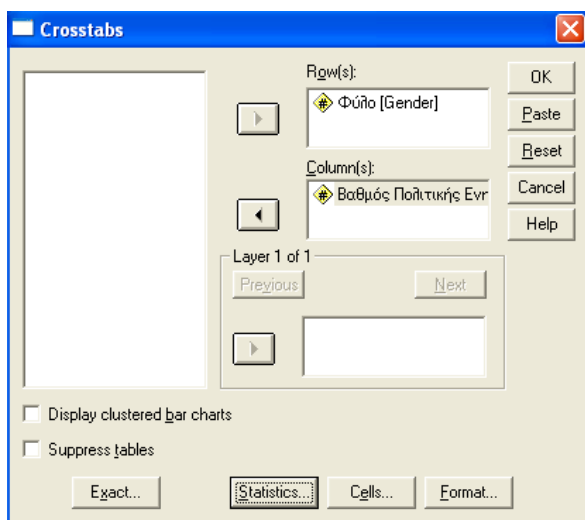 Crosstabs
Row(s):
Φύλο [Gender]
OK
Paste
Reset
Cancel
Help
Column(s):
Βαθμός Πολιτικής Ενη
Layer 1 of 1
Previous
Next
Display clustered bar charts
Suppress tables
Exact...
Statistics...
Cells...
Format...